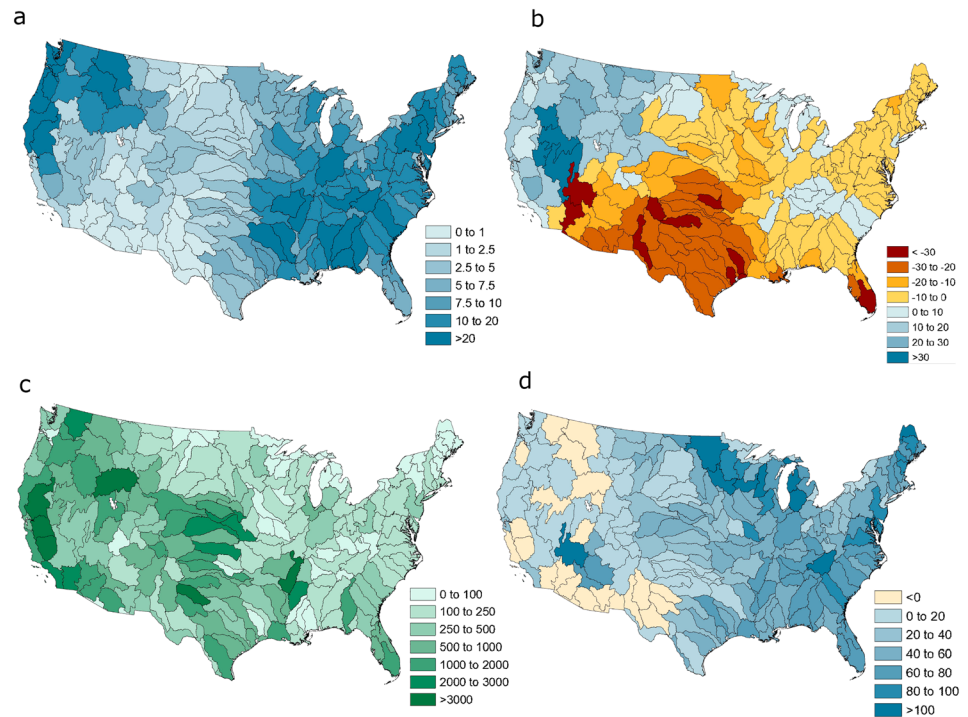 a
0 to 1
1 to 2.5
2.5 to 5
5 to 7.5
7.5 to 10
10 to 20
>20
b
< -30
-30 to -20
-20 to -10
-10 to 0
0 to 10
10 to 20
20 to 30
>30
c
0 to 100
100 to 250
250 to 500
500 to 1000
1000 to 2000
2000 to 3000
>3000
d
<0
0 to 20
20 to 40
40 to 60
60 to 80
80 to 100
>100